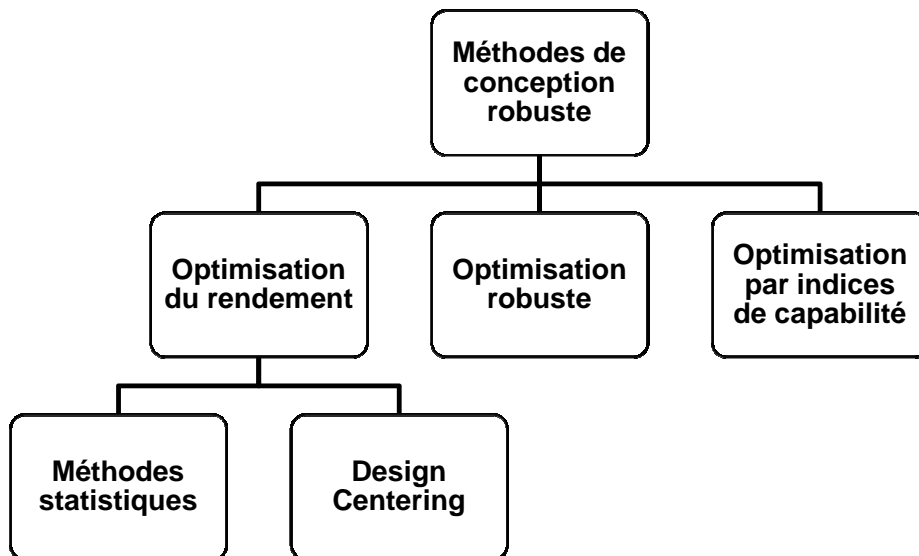 Méthodes de
conception
robuste
Optimisation
du rendement
Optimisation
robuste
Optimisation
par indices
de capabilité
Méthodes
statistiques
Design
Centering